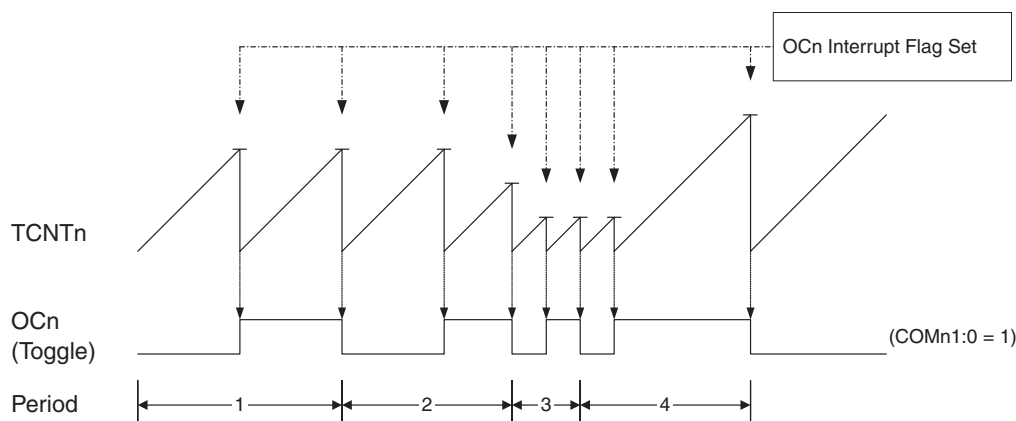 OCn Interrupt Flag Set
TCNTn
OCn
(Toggle)
(COMn1:0 = 1)
Period
1
2
3
4